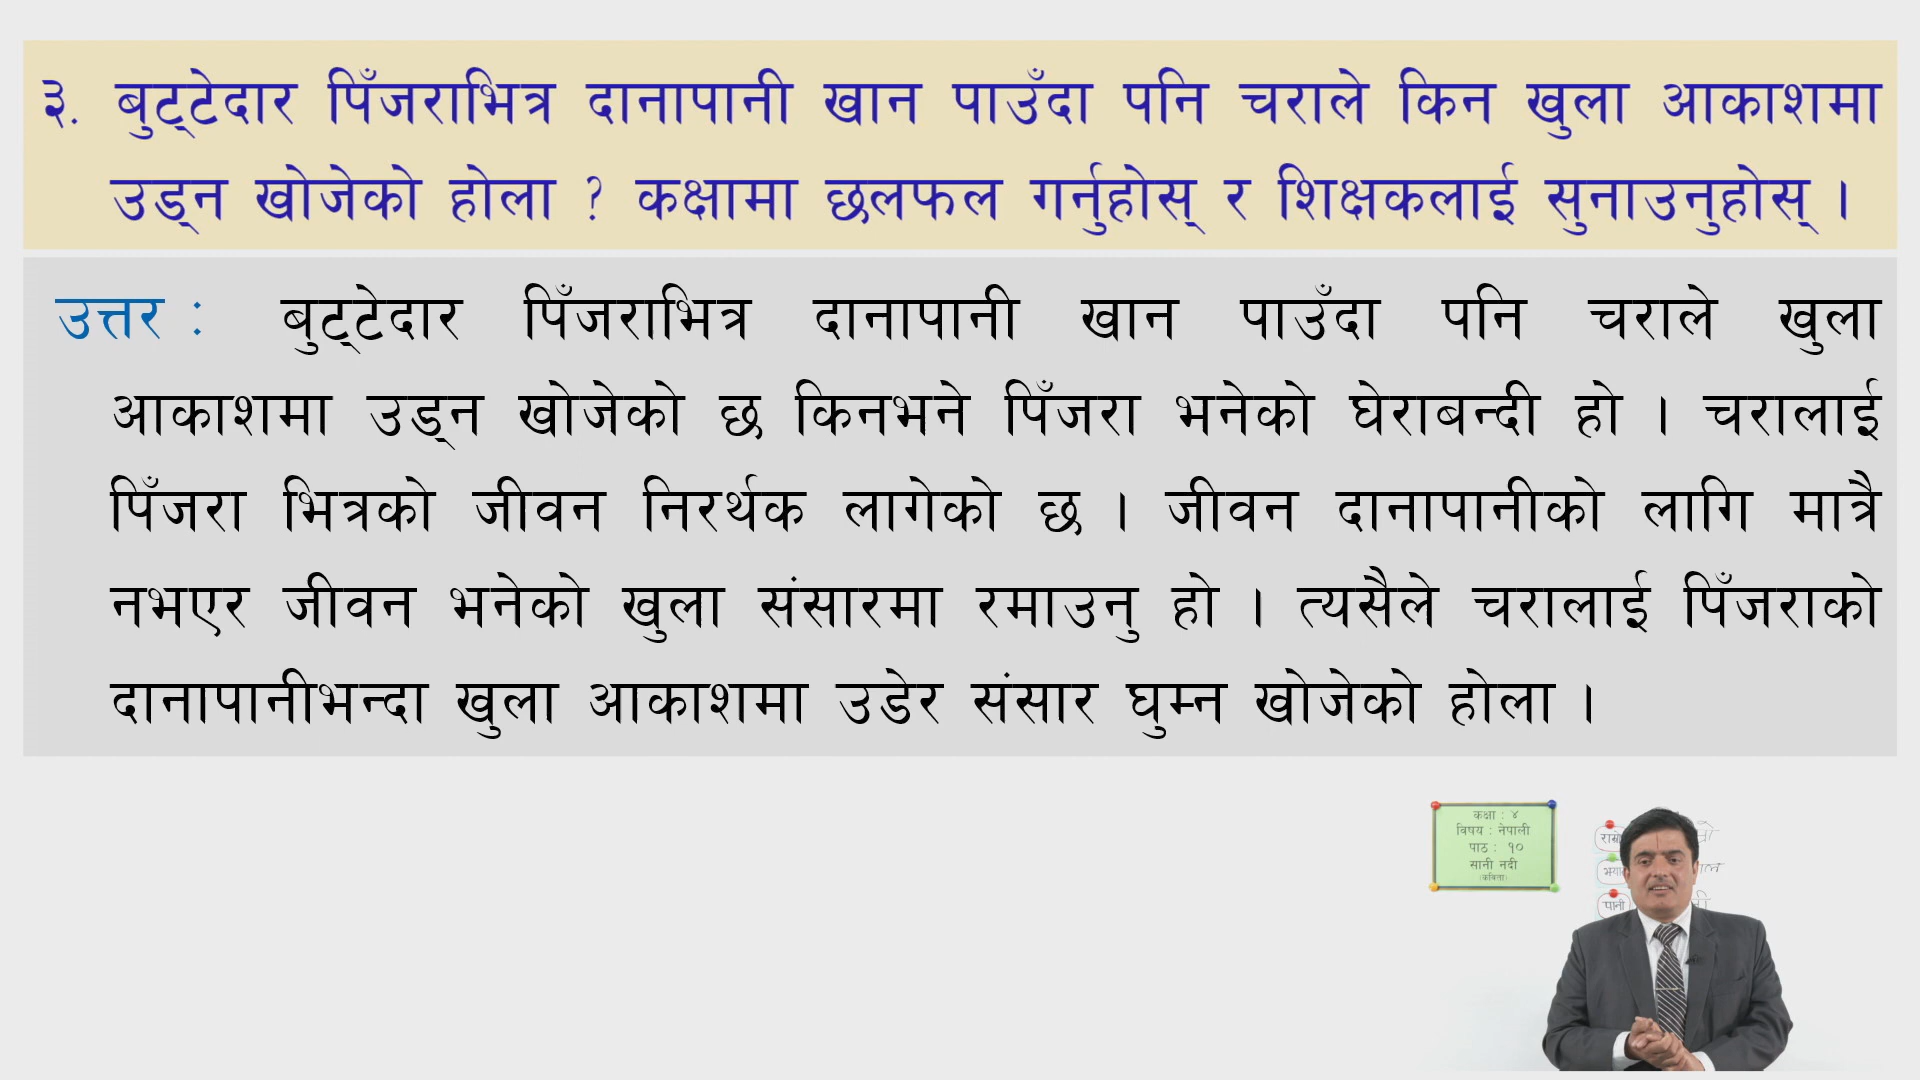 ३. बुट्टेदार पिँजराभित्र दानापानी खान पाउँदा पनि चराले किन खुला आकाशमा
उड्न खोजेको होला ? कक्षामा छलफल गर्नुहोस् र शिक्षकलाई सुनाउनुहोस् ।
उत्तर : बुट्टेदार पिँजराभित्र दानापानी खान पाउँदा पनि चराले खुला
आकाशमा उड्न खोजेको छ किनभने पिँजरा भनेको घेराबन्दी हो । चरालाई
पिँजरा भित्रको जीवन निरर्थक लागेको छ । जीवन दानापानीको लागि मात्रै
नभएर जीवन भनेको खुला संसारमा रमाउनु हो । त्यसैले चरालाई पिँजराको
दानापानीभन्दा खुला आकाशमा उडेर संसार घुम्न खोजेको होला ।
कक्षा : ४
विषय : नेपाली
पाठ : १०
सानी नदी
(कविता)
पानी